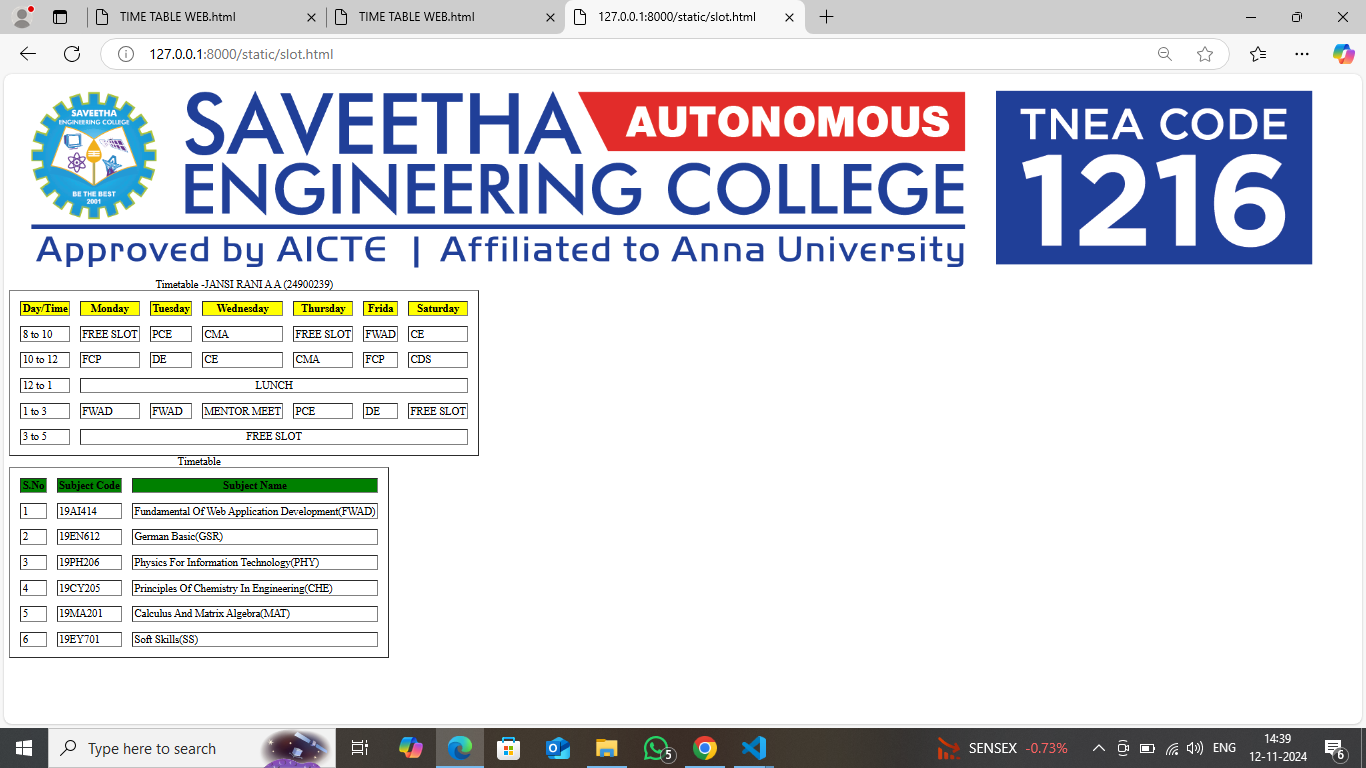 TIME TABLE WEB.html
TIME TABLE WEB.html
127.0.0.1:8000/static/slot.html
127.0.0.1:8000/static/slot.html
SAVEETHA
ENGINEERING COLLEGE
BE THE BEST
2001
SAVEETHA AUTONOMOUS
ENGINEERING COLLEGE
Approved by AICTE | Affiliated to Anna University
TNEA CODE
1216
Timetable -JANSI RANI A A (24900239)
Day/Time Monday Tuesday Wednesday Thursday Frida Saturday
8 to 10 FREE SLOT PCE CMA FREE SLOT FWAD CE
10 to 12 FCP DE CE CMA FCP CDS
12 to 1 LUNCH
1 to 3 FWAD FWAD MENTOR MEET PCE DE FREE SLOT
3 to 5 FREE SLOT
Timetable
S.No Subject Code Subject Name
1 19AI414 Fundamental Of Web Application Development(FWAD)
2 19EN612 German Basic(GSR)
3 19PH206 Physics For Information Technology(PHY)
4 19CY205 Principles Of Chemistry In Engineering(CHE)
5 19MA201 Calculus And Matrix Algebra(MAT)
6 19EY701 Soft Skills(SS)
Type here to search
5
SENSEX -0.73%
ENG
14:39
12-11-2024
6